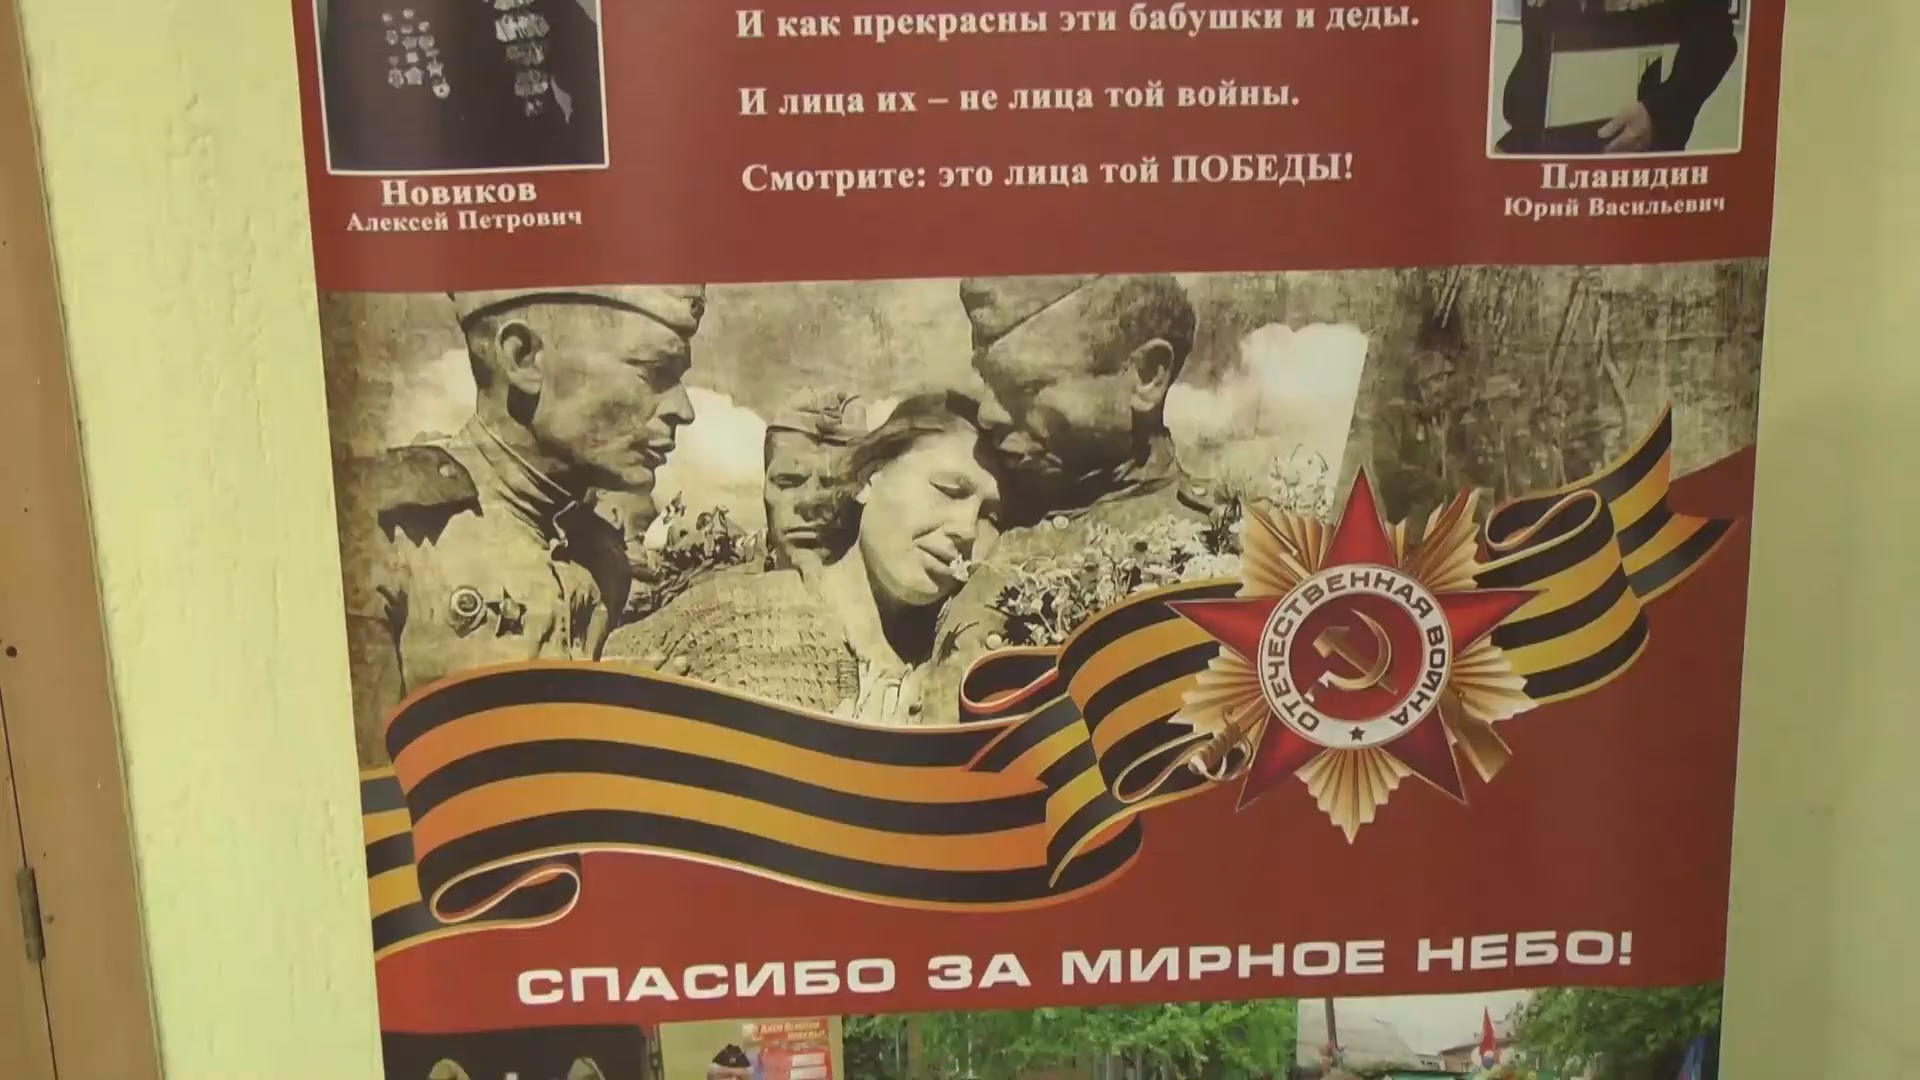 И как прекрасны эти бабушки и деды.
И лица их – не лица той войны.
Смотрите: это лица той ПОБЕДЫ!
Новиков
Алексей Петрович
Планидин
Юрий Васильевич
ОТЕЧЕСТВЕННАЯ ВОЙНА
СПАСИБО ЗА МИРНОЕ НЕБО!